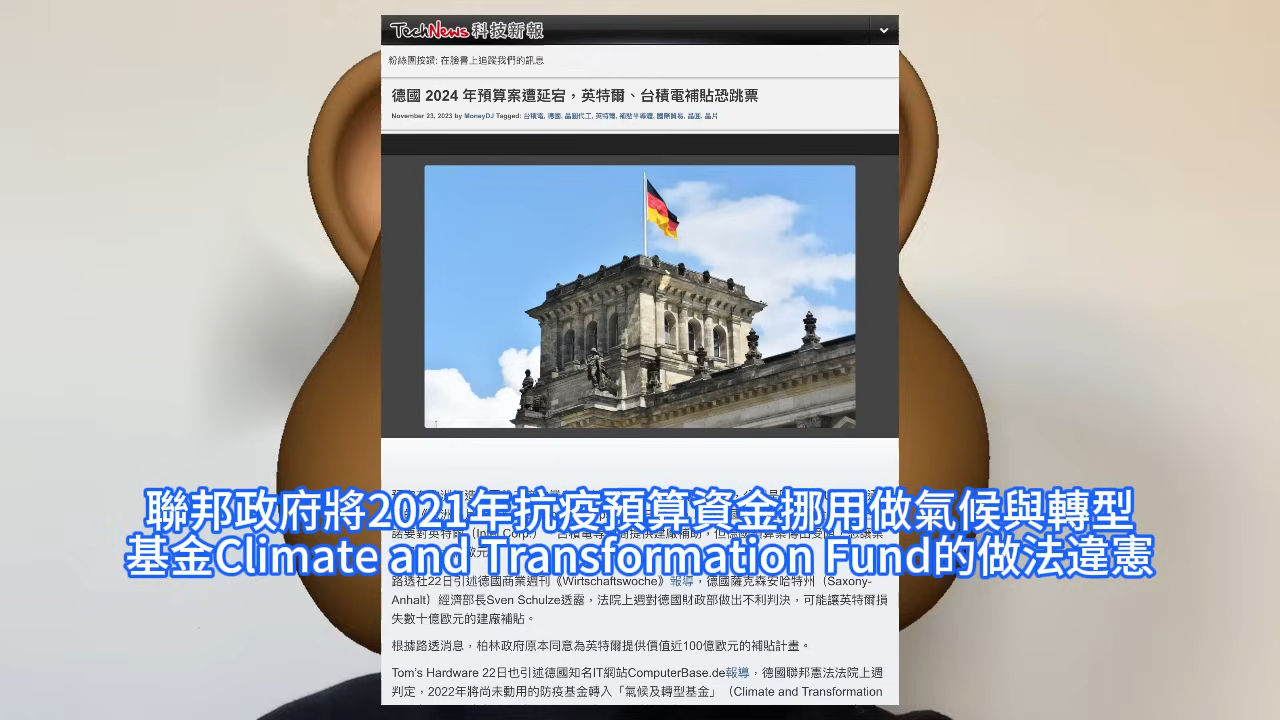 TechNews 科技新報
粉絲團按讚: 在臉書上追蹤我們的訊息
德國 2024 年預算案遭延宕，英特爾、台積電補貼恐跳票
November 23, 2023 by MoneyDJ Tagged: 台積電, 德國, 晶圓代工, 英特爾, 補貼半導體, 國際貿易, 晶圓, 晶片
聯邦政府將2021年抗疫預算資金挪用做氣候與轉型
基金Climate and Transformation Fund的做法違憲
路透社22日引述德國商業週刊《Wirtschaftswoche》報導，德國薩克森安哈特州（Saxony-
Anhalt）經濟部長Sven Schulze透露，法院上週對德國財政部做出不利判決，可能讓英特爾損
失數十億歐元的建廠補貼。
根據路透消息，柏林政府原本同意為英特爾提供價值近100億歐元的補貼計畫。
Tom's Hardware 22日也引述德國知名IT網站ComputerBase.de報導，德國聯邦憲法法院上週
判定，2022年將尚未動用的防疫基金轉入「氣候及轉型基金」（Climate and Transformation